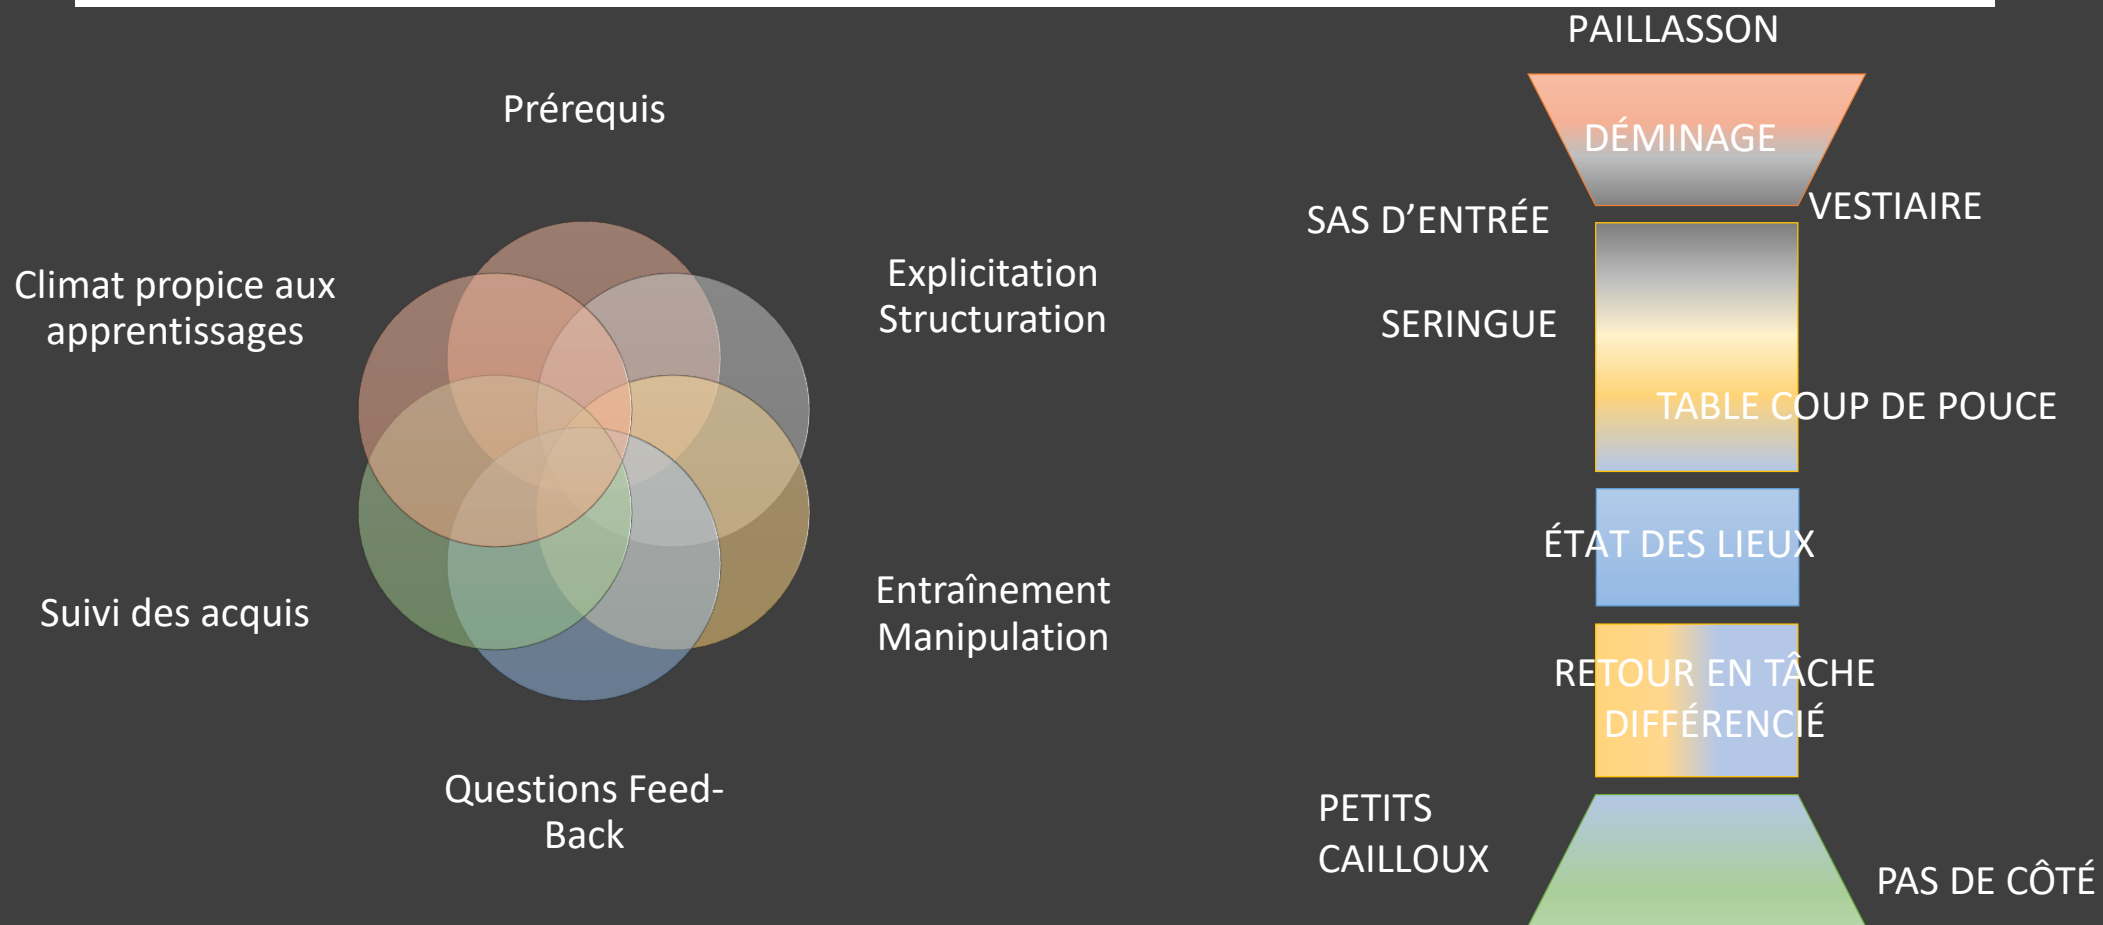 Prérequis
Explicitation
Structuration
Entraînement
Manipulation
Questions Feed-
Back
Suivi des acquis
Climat propice aux
apprentissages
PAILLASSON
DÉMINAGE
SAS D’ENTRÉE
VESTIAIRE
SERINGUE
TABLE COUP DE POUCE
ÉTAT DES LIEUX
RETOUR EN TÂCHE
DIFFÉRENCIÉ
PETITS
CAILLOUX
PAS DE CÔTÉ